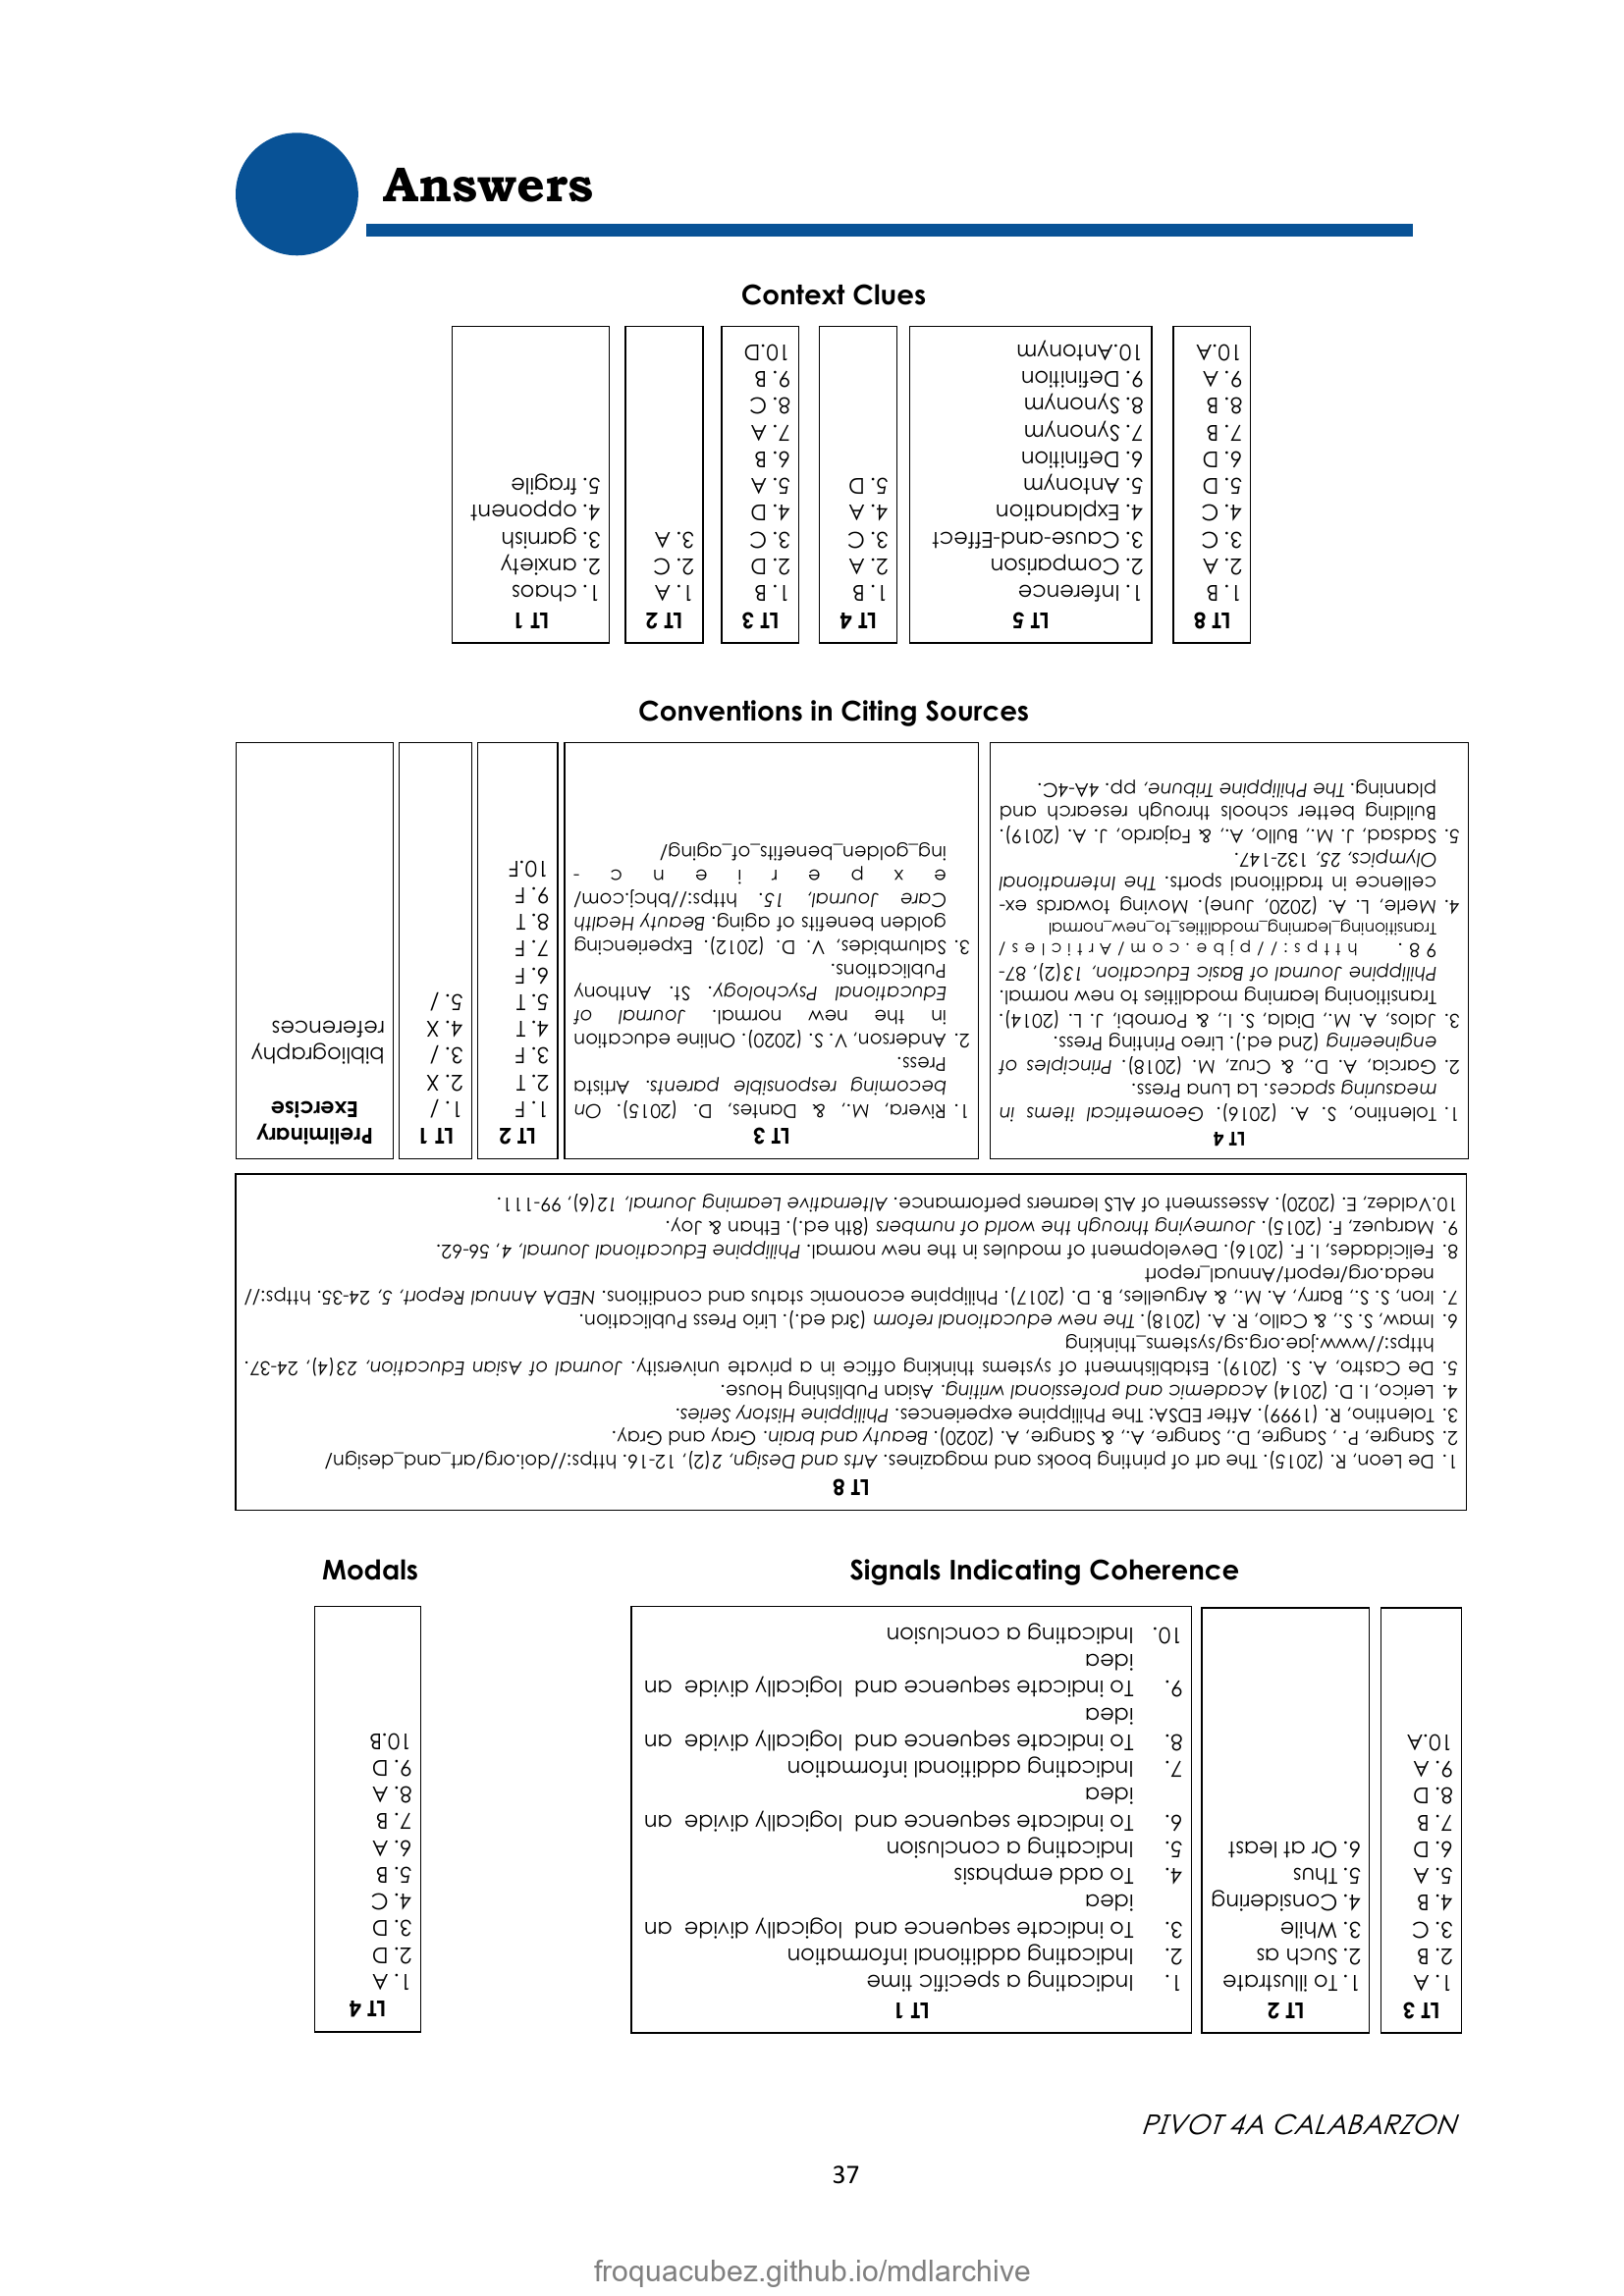 Answers
Context Clues
LT 1
1. chaos
2. anxiety
3. garnish
4. opponent
5. fragile
LT 2
1. A
2. C
3. A
LT 3
1. B
2. D
3. C
4. D
5. A
6. B
7. A
8. C
9. B
10.D
LT 4
1. B
2. A
3. C
4. A
5. D
LT 5
1. Inference
2. Comparison
3. Cause-and-Effect
4. Explanation
5. Antonym
6. Definition
7. Synonym
8. Synonym
9. Definition
10.Antonym
LT 8
1. B
2. A
3. C
4. C
5. D
6. D
7. B
8. B
9. A
10.A
Conventions in Citing Sources
Preliminary
Exercise
bibliography
references
LT 1
1. /
2. X
3. /
4. X
5. /
LT 2
1. F
2. T
3. F
4. T
5. T
6. F
7. F
8. T
9. F
10.F
LT 3
1. Rivera, M., & Dantes, D. (2015). On
becoming responsible parents. Artista
Press.
2. Anderson, V. S. (2020). Online education
in the new normal. Journal of
Educational Psychology. St. Anthony
Publications.
3. Salumbides, V. D. (2012). Experiencing
golden benefits of aging. Beauty Health
Care Journal, 15. https://bhcj.com/
e x p e r i e n c -
ing_golden_benefits_of_aging/
LT 4
1. Tolentino, S. A. (2016). Geometrical items in
measuring spaces. La Luna Press.
2. Garcia, A. D., & Cruz, M. (2018). Principles of
engineering (2nd ed.). Lireo Printing Press.
3. Jalos, A. M., Diala, S. I., & Pornobi, J. L. (2014).
Transitioning learning modalities to new normal.
Philippine Journal of Basic Education, 13(2), 87-
98. https://pjbe.com/Articles/
Transitioning_learning_modalities_to_new_normal
4. Merle, L. A. (2020, June). Moving towards ex-
cellence in traditional sports. The International
Olympics, 25, 132-147.
5. Sadsad, J. M., Bullo, A., & Fajardo, J. A. (2019).
Building better schools through research and
planning. The Philippine Tribune, pp. 4A-4C.
LT 8
1. De Leon, R. (2015). The art of printing books and magazines. Arts and Design, 2(2), 12-16. https://doi.org/art_and_design/
2. Sangre, P. , Sangre, D., Sangre, A., & Sangre, A. (2020). Beauty and brain. Gray and Gray.
3. Tolentino, R. (1999). After EDSA: The Philippine experiences. Philippine History Series.
4. Lerico, I. D. (2014) Academic and professional writing. Asian Publishing House.
5. De Castro, A. S. (2019). Establishment of systems thinking office in a private university. Journal of Asian Education, 23(4), 24-37.
https://www.jae.org.sg/systems_thinking
6. Imaw, S. S., & Callo, R. A. (2018). The new educational reform (3rd ed.). Lirio Press Publication.
7. Iron, S. S., Barry, A. M., & Arguelles, B. D. (2017). Philippine economic status and conditions. NEDA Annual Report, 5, 24-35. https://
neda.org/report/Annual_report
8. Felicidades, I. F. (2016). Development of modules in the new normal. Philippine Educational Journal, 4, 56-62.
9. Marquez, F. (2015). Journeying through the world of numbers (8th ed.). Ethan & Joy.
10.Valdez, E. (2020). Assessment of ALS learners performance. Alternative Learning Journal, 12(6), 99-111.
Modals
LT 4
1. A
2. D
3. D
4. C
5. B
6. A
7. B
8. A
9. D
10.B
Signals Indicating Coherence
LT 1
1. Indicating a specific time
2. Indicating additional information
3. To indicate sequence and logically divide an
idea
4. To add emphasis
5. Indicating a conclusion
6. To indicate sequence and logically divide an
idea
7. Indicating additional information
8. To indicate sequence and logically divide an
idea
9. To indicate sequence and logically divide an
idea
10. Indicating a conclusion
LT 2
1. To illustrate
2. Such as
3. While
4. Considering
5. Thus
6. Or at least
LT 3
1. A
2. B
3. C
4. B
5. A
6. D
7. B
8. D
9. A
10.A
PIVOT 4A CALABARZON
37
froquacubez.github.io/mdlarchive